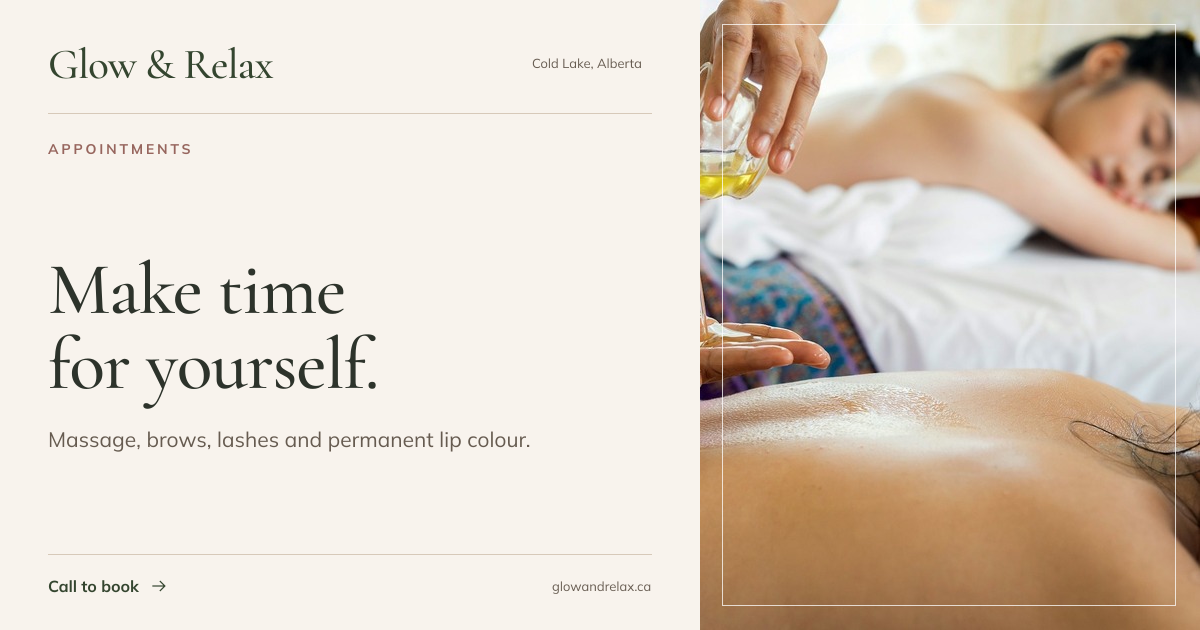 Glow & Relax
Cold Lake, Alberta
APPOINTMENTS
Make time
for yourself.
Massage, brows, lashes and permanent lip colour.
Call to book →
glowandrelax.ca